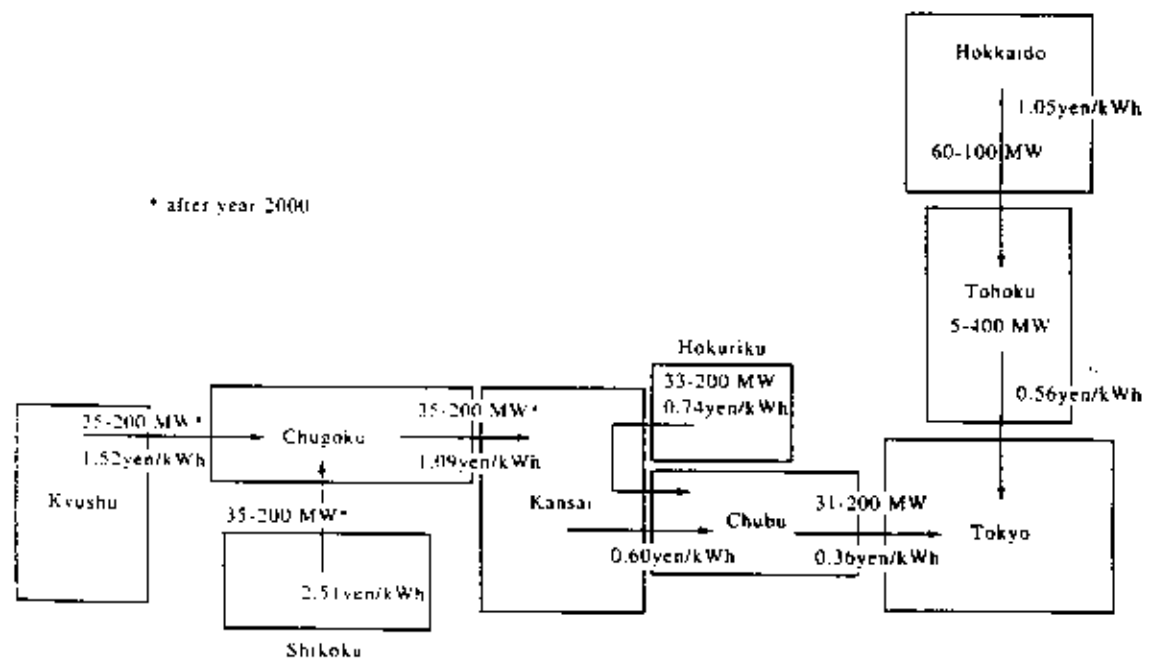 Hokkaido
1.05yen/kWh
60-100 MW
* after year 2000
Tohoku
5-400 MW
0.56yen/kWh
Hokuriku
33-200 MW
0.74yen/kWh
35-200 MW*
1.52yen/kWh
Kyushu
Chugoku
35-200 MW*
1.09yen/kWh
35-200 MW*
2.51yen/kWh
Shikoku
Kansai
0.60yen/kWh
Chubu
31-200 MW
0.36yen/kWh
Tokyo